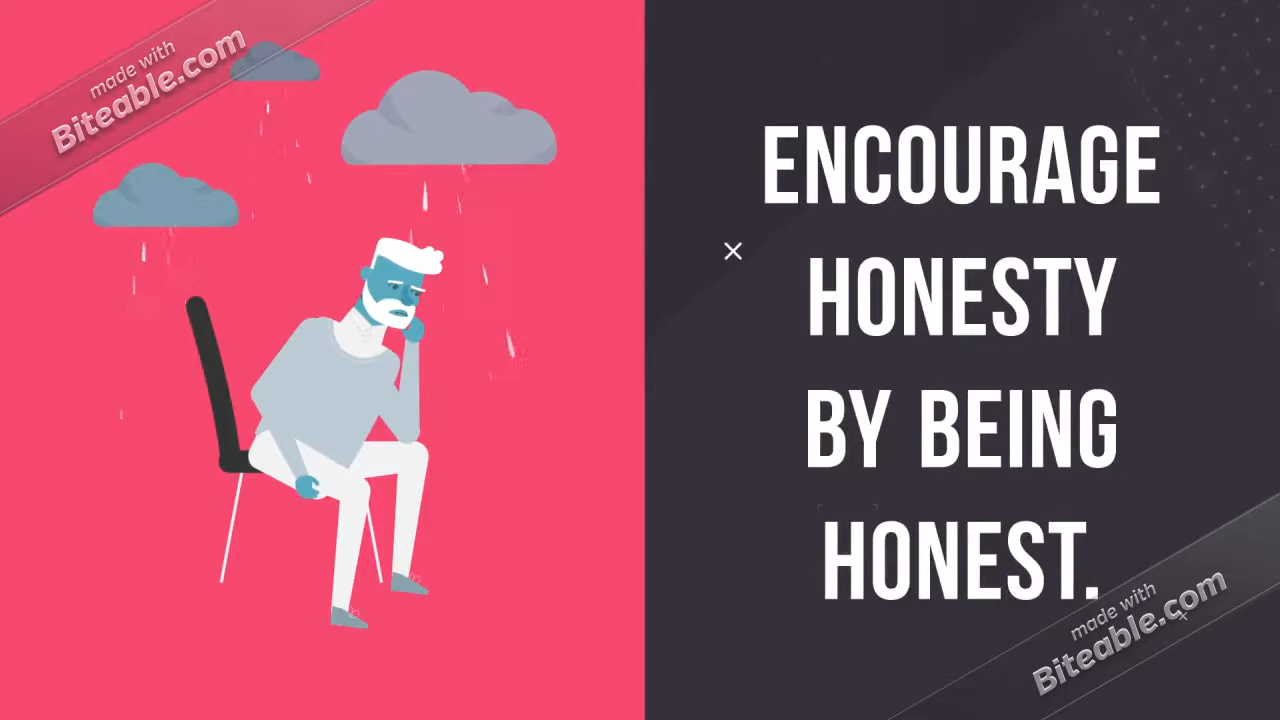 made with
Biteable.com
ENCOURAGE
HONESTY
BY BEING
HONEST.
made with
Biteable.com